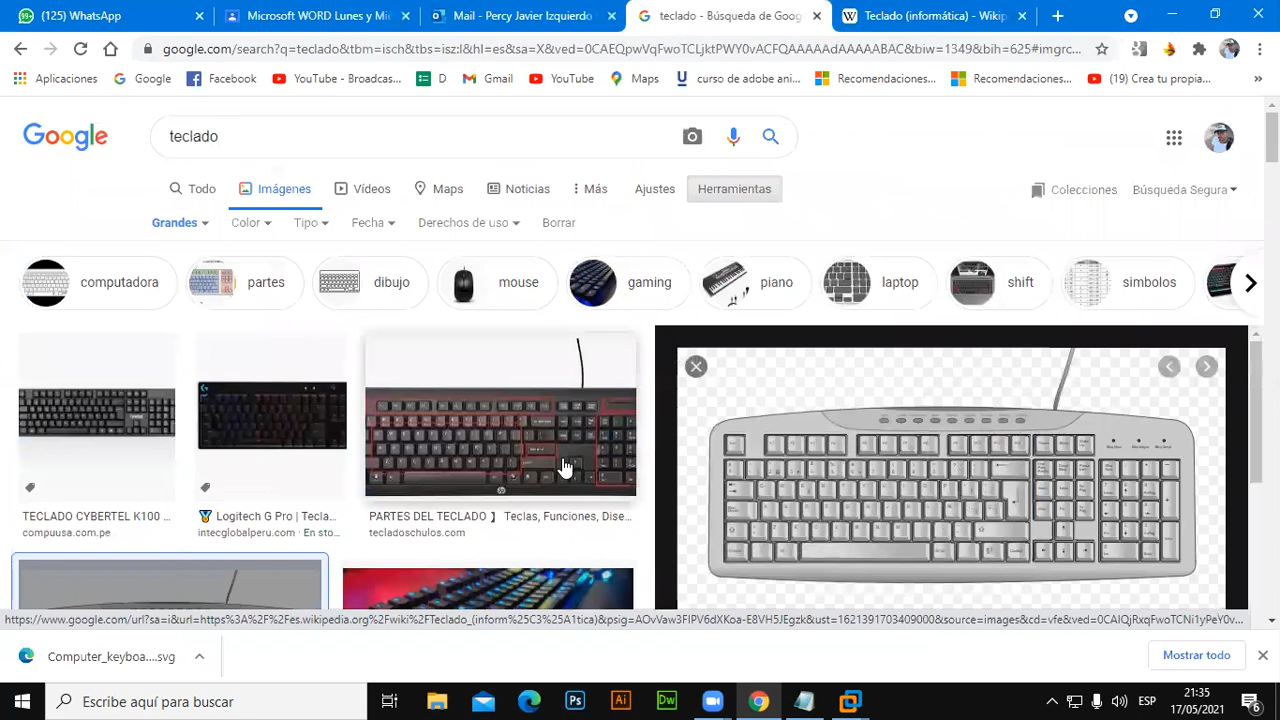 (125) WhatsApp
Microsoft WORD Lunes y Mié
Mail - Percy Javier Izquierdo
teclado - Búsqueda de Goog
Teclado (informática) - Wikip
google.com/search?q=teclado&tbm=isch&tbs=isz:l&hl=es&sa=X&ved=0CAEQpwVqFwoTCLjktPWY0vACFQAAAAAdAAAAABAC&biw=1349&bih=625#imgrc...
Aplicaciones
Google
Facebook
YouTube - Broadcas...
D
Gmail
YouTube
Maps
curso de adobe ani...
Recomendaciones...
Recomendaciones...
(19) Crea tu propia...
Google
teclado
Todo
Imágenes
Vídeos
Maps
Noticias
Más
Ajustes
Herramientas
Colecciones
Búsqueda Segura
Grandes
Color
Tipo
Fecha
Derechos de uso
Borrar
computadora
partes
dibujo
mouse
gaming
piano
laptop
shift
simbolos
TECLADO CYBERTEL K100 ...
compuusa.com.pe
Logitech G Pro | Tecla...
intecglobalperu.com · En sto...
PARTES DEL TECLADO 】 Teclas, Funciones, Dise...
tecladoschulos.com
https://www.google.com/url?sa=i&url=https%3A%2F%2Fes.wikipedia.org%2Fwiki%2FTeclado_(inform%25C3%25A1tica)&psig=AOvVaw3FIPV6dXKoa-E8VH5JEgzk&ust=1621391703409000&source=images&cd=vfe&ved=0CAIQjRxqFwoTCNi1yPeY0v...
Computer_keyboa....svg
Mostrar todo
Escribe aquí para buscar
Ps
Ai
Dw
ESP
21:35
17/05/2021
6